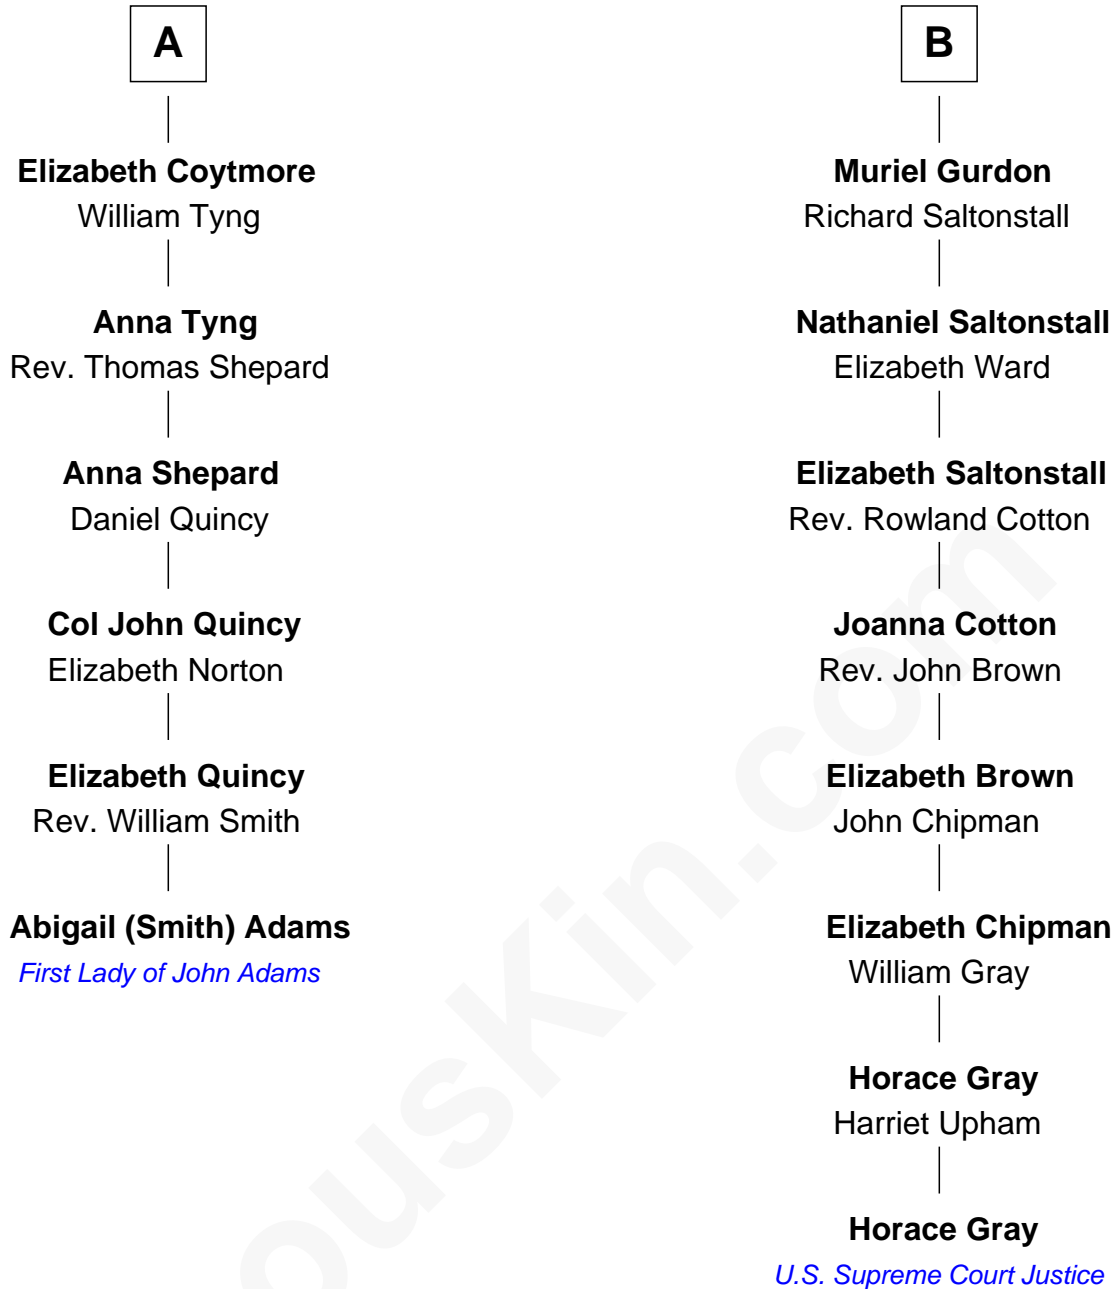 A
Elizabeth Coytmore
William Tyng
Anna Tyng
Rev. Thomas Shepard
Anna Shepard
Daniel Quincy
Col John Quincy
Elizabeth Norton
Elizabeth Quincy
Rev. William Smith
Abigail (Smith) Adams
First Lady of John Adams
B
Muriel Gurdon
Richard Saltonstall
Nathaniel Saltonstall
Elizabeth Ward
Elizabeth Saltonstall
Rev. Rowland Cotton
Joanna Cotton
Rev. John Brown
Elizabeth Brown
John Chipman
Elizabeth Chipman
William Gray
Horace Gray
Harriet Upham
Horace Gray
U.S. Supreme Court Justice
ousKin.com